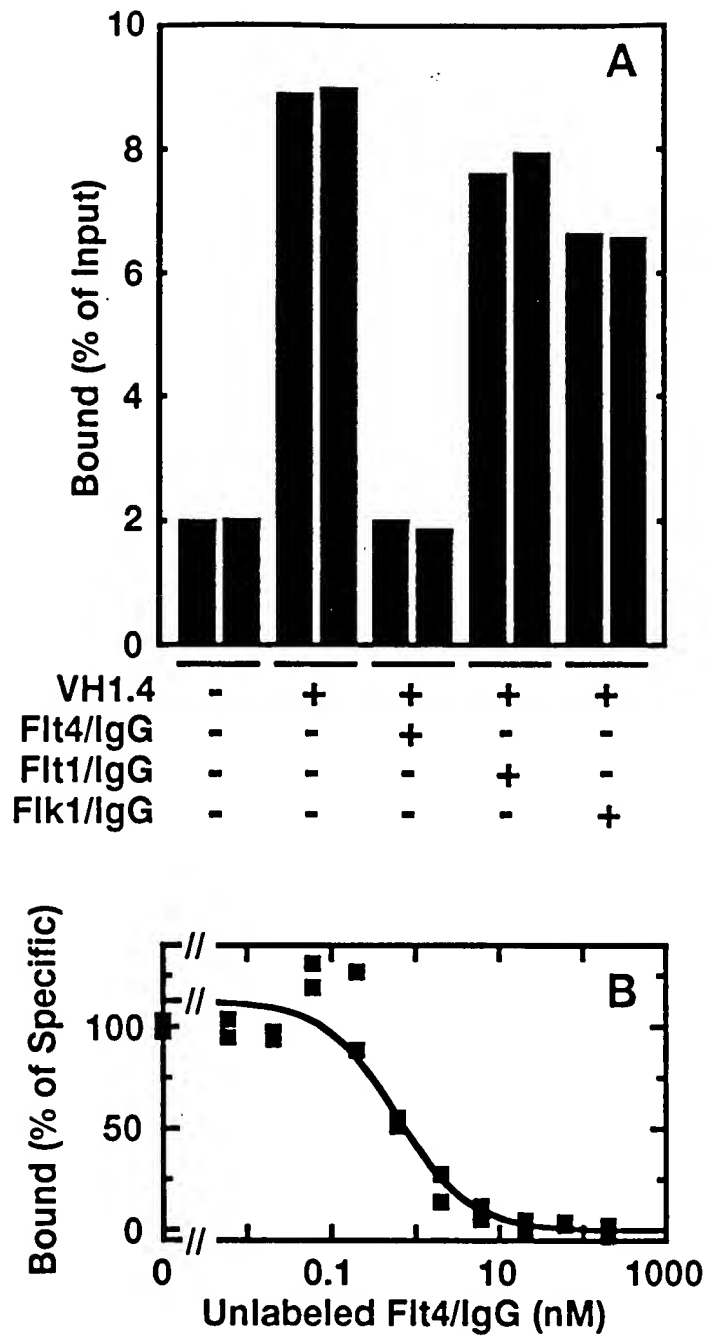 A
10
8
6
4
2
0
Bound (% of Input)
VH1.4 - + + + +
Flt4/IgG - - + - -
Flt1/IgG - - - + -
Flk1/IgG - - - - +
B
100
50
0
Bound (% of Specific)
0 0.1 10 1000
Unlabeled Flt4/IgG (nM)